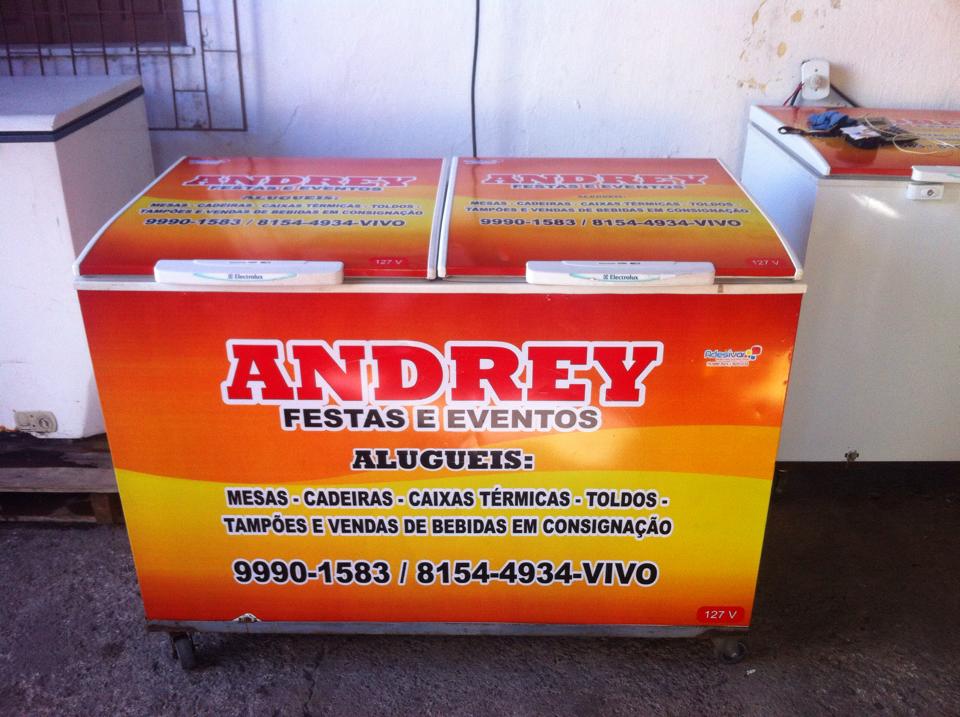 ANDREY
FESTAS E EVENTOS
ALUGUEIS:
MESAS - CADEIRAS - CAIXAS TÉRMICAS - TOLDOS -
TAMPÕES E VENDAS DE BEBIDAS EM CONSIGNAÇÃO
9990-1583 / 8154-4934-VIVO
127 V
Electrolux
ANDREY
FESTAS E EVENTOS
ALUGUEIS:
MESAS - CADEIRAS - CAIXAS TÉRMICAS - TOLDOS -
TAMPÕES E VENDAS DE BEBIDAS EM CONSIGNAÇÃO
9990-1583 / 8154-4934-VIVO
127 V
Electrolux
ANDREY
FESTAS E EVENTOS
ALUGUEIS:
MESAS - CADEIRAS - CAIXAS TÉRMICAS - TOLDOS -
TAMPÕES E VENDAS DE BEBIDAS EM CONSIGNAÇÃO
9990-1583 / 8154-4934-VIVO
Adesivar
127 V